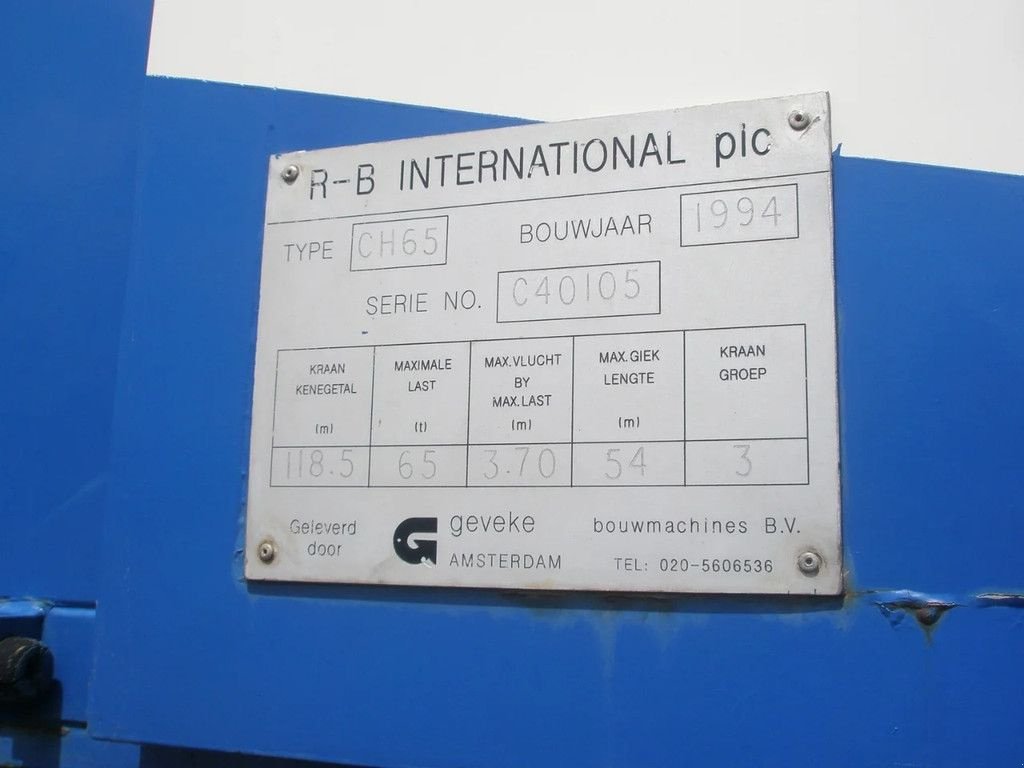 R-B INTERNATIONAL plc
TYPE CH65 BOUWJAAR 1994
SERIE NO. C40105
KRAAN KENEGETAL (m) MAXIMALE LAST (t) MAX.VLUCHT BY MAX.LAST (m) MAX.GIEK LENGTE (m) KRAAN GROEP
118.5 65 3.70 54 3
Geleverd door G geveke AMSTERDAM bouwmachines B.V.
TEL: 020-5606536